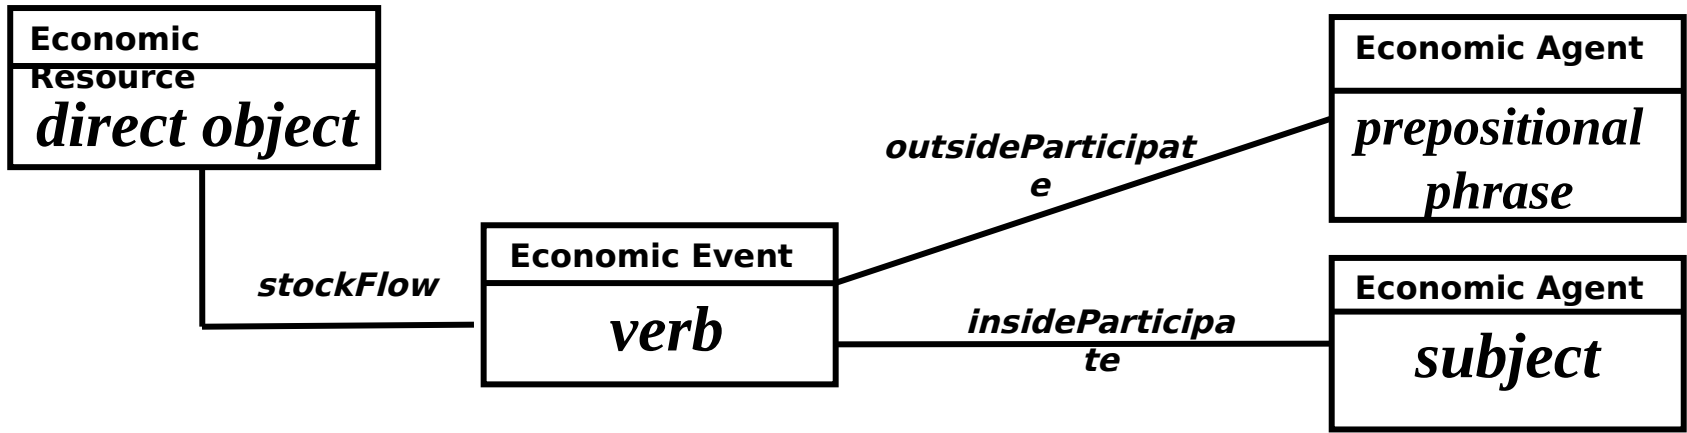 Economic
Resource
direct object
stockFlow
Economic Event
verb
outsideParticipat
e
insideParticipa
te
Economic Agent
prepositional
phrase
Economic Agent
subject